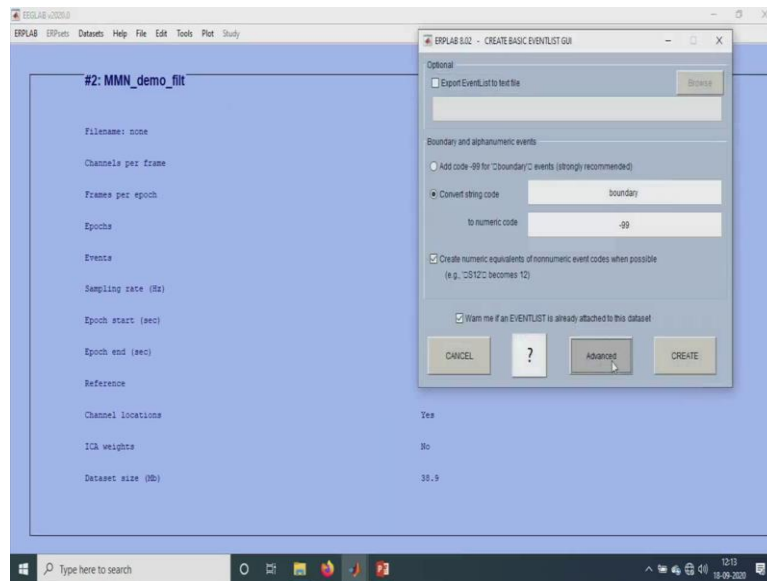 EEGLAB v2020.0
ERPLAB ERPsets Datasets Help File Edit Tools Plot Study
#2: MMN_demo_filt
Filename: none
Channels per frame
Frames per epoch
Epochs
Events
Sampling rate (Hz)
Epoch start (sec)
Epoch end (sec)
Reference
Channel locations Yes
ICA weights No
Dataset size (Mb) 38.9
ERPLAB 8.02 - CREATE BASIC EVENTLIST GUI
Optional
Export EventList to text file Browse
Boundary and alphanumeric events
Add code -99 for boundary events (strongly recommended)
Convert string code boundary
to numeric code -99
Create numeric equivalents of nonnumeric event codes when possible
(e.g., S12 becomes 12)
Warn me if an EVENTLIST is already attached to this dataset
CANCEL ? Advanced CREATE
Type here to search
12:13
18-09-2020